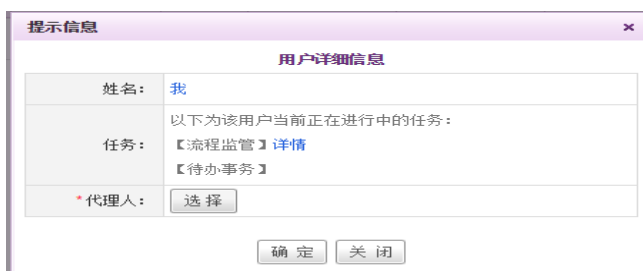 提示信息 ×
用户详细信息
姓名： 我
以下为该用户当前正在进行中的任务：
任务： 【流程监管】详情
【待办事务】
*代理人： 选择
确定 关闭